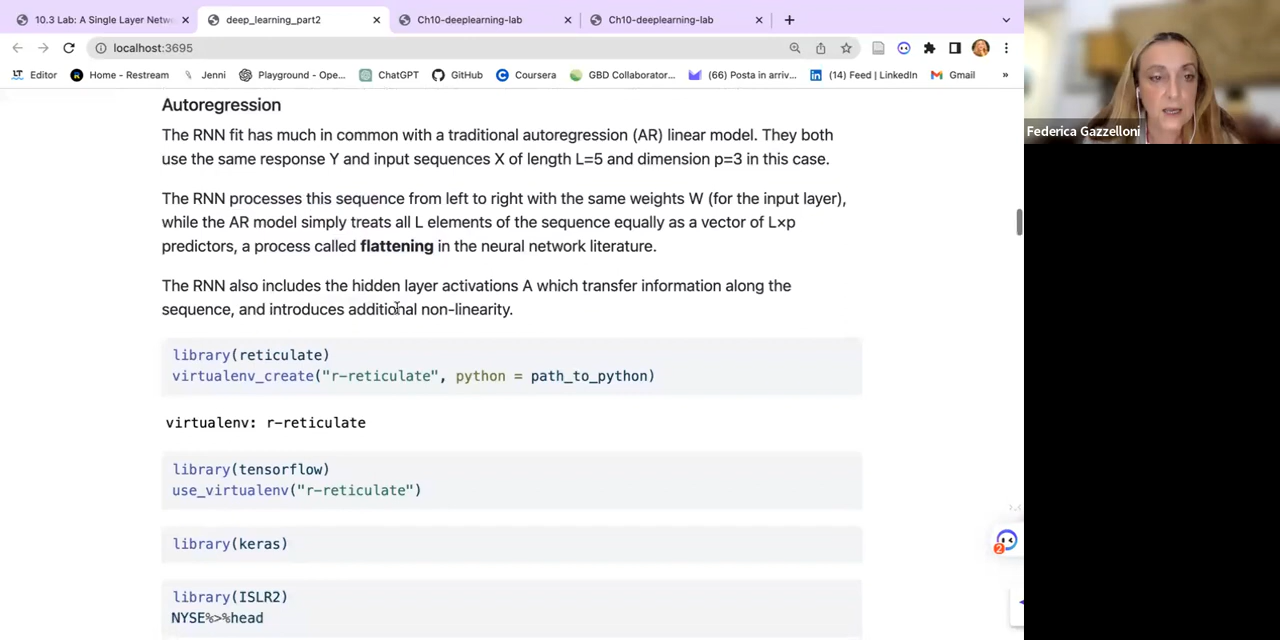 10.3 Lab: A Single Layer Netw
deep_learning_part2
Ch10-deeplearning-lab
Ch10-deeplearning-lab
localhost:3695
Editor
Home - Restream
Jenni
Playground - Ope...
ChatGPT
GitHub
Coursera
GBD Collaborator...
(66) Posta in arriv...
(14) Feed | LinkedIn
Gmail
»
Federica Gazzelloni
Autoregression
The RNN fit has much in common with a traditional autoregression (AR) linear model. They both
use the same response Y and input sequences X of length L=5 and dimension p=3 in this case.
The RNN processes this sequence from left to right with the same weights W (for the input layer),
while the AR model simply treats all L elements of the sequence equally as a vector of L×p
predictors, a process called flattening in the neural network literature.
The RNN also includes the hidden layer activations A which transfer information along the
sequence, and introduces additional non-linearity.
library(reticulate)
virtualenv_create("r-reticulate", python = path_to_python)
virtualenv: r-reticulate
library(tensorflow)
use_virtualenv("r-reticulate")
library(keras)
2
library(ISLR2)
NYSE%>%head